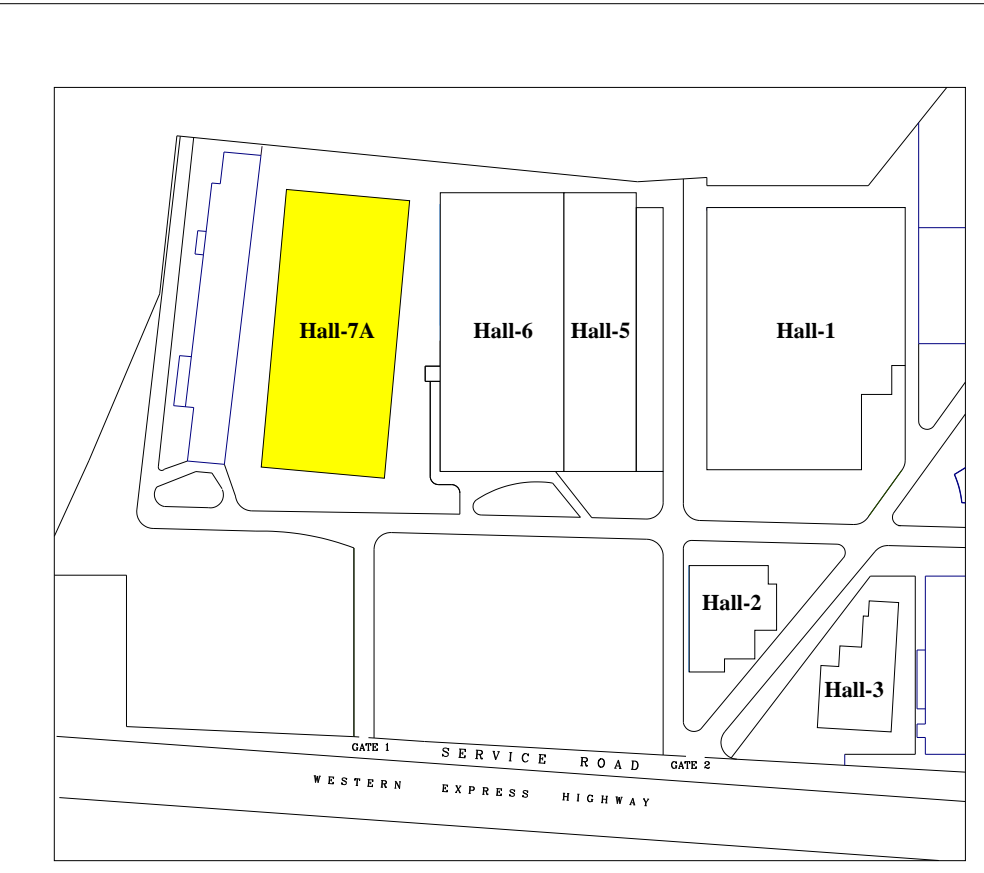 Hall-7A
Hall-6
Hall-5
Hall-1
Hall-2
Hall-3
GATE 1
SERVICE ROAD
GATE 2
WESTERN EXPRESS HIGHWAY